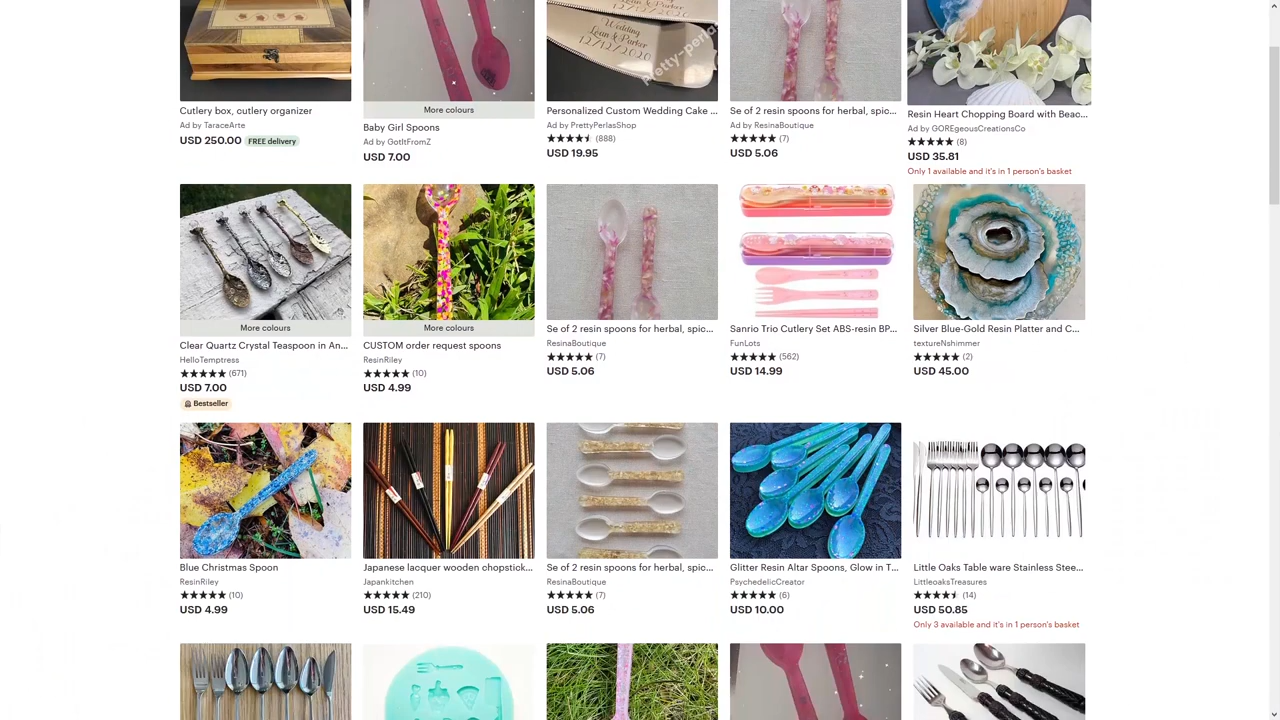 Wedding
Lean & Parker
12/12/2020
Pretty-perlas
More colours
Cutlery box, cutlery organizer
Ad by TaraceArte
USD 250.00 FREE delivery
Baby Girl Spoons
Ad by GotItFromZ
USD 7.00
Personalized Custom Wedding Cake ...
Ad by PrettyPerlasShop
(888)
USD 19.95
Se of 2 resin spoons for herbal, spic...
Ad by ResinaBoutique
(7)
USD 5.06
Resin Heart Chopping Board with Beac...
Ad by GOREgeousCreationsCo
(8)
USD 35.81
Only 1 available and it's in 1 person's basket
More colours
Clear Quartz Crystal Teaspoon in An...
HelloTemptress
(671)
USD 7.00
Bestseller
More colours
CUSTOM order request spoons
ResinRiley
(10)
USD 4.99
Se of 2 resin spoons for herbal, spic...
ResinaBoutique
(7)
USD 5.06
Sanrio Trio Cutlery Set ABS-resin BP...
FunLots
(562)
USD 14.99
Silver Blue-Gold Resin Platter and C...
textureNshimmer
(2)
USD 45.00
Blue Christmas Spoon
ResinRiley
(10)
USD 4.99
Japanese lacquer wooden chopstick...
Japankitchen
(210)
USD 15.49
Se of 2 resin spoons for herbal, spic...
ResinaBoutique
(7)
USD 5.06
Glitter Resin Altar Spoons, Glow in T...
PsychedelicCreator
(6)
USD 10.00
Little Oaks Table ware Stainless Stee...
LittleoaksTreasures
(14)
USD 50.85
Only 3 available and it's in 1 person's basket